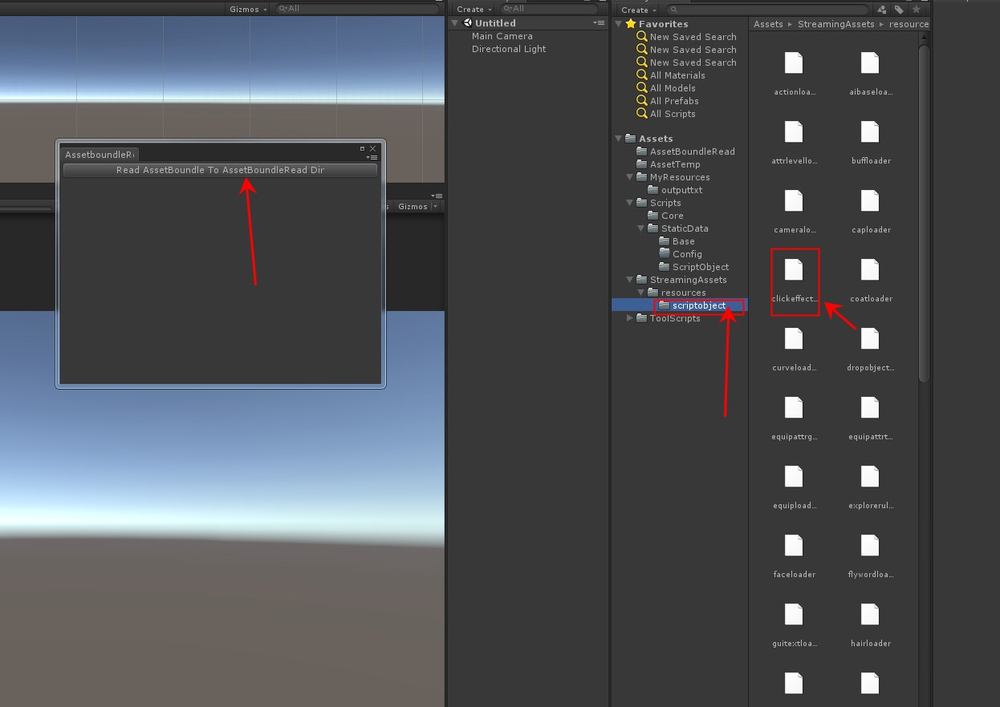 Gizmos
All
AssetboundleR
Read AssetBoundle To AssetBoundleRead Dir
Gizmos
Create
All
Untitled
Main Camera
Directional Light
Create
Favorites
New Saved Search
New Saved Search
New Saved Search
All Materials
All Models
All Prefabs
All Scripts
Assets
AssetBoundleRead
AssetTemp
MyResources
outputtxt
Scripts
Core
StaticData
Base
Config
ScriptObject
StreamingAssets
resources
scriptobject
ToolScripts
Assets ▸ StreamingAssets ▸ resource
actionloa... aibaseloa...
attrlevello... buffloader
cameralo... caploader
clickeffect... coatloader
curveload... dropobject...
equipattrg... equipattrt...
equipload... explorerul...
faceloader flywordloa...
guitextloa... hairloader